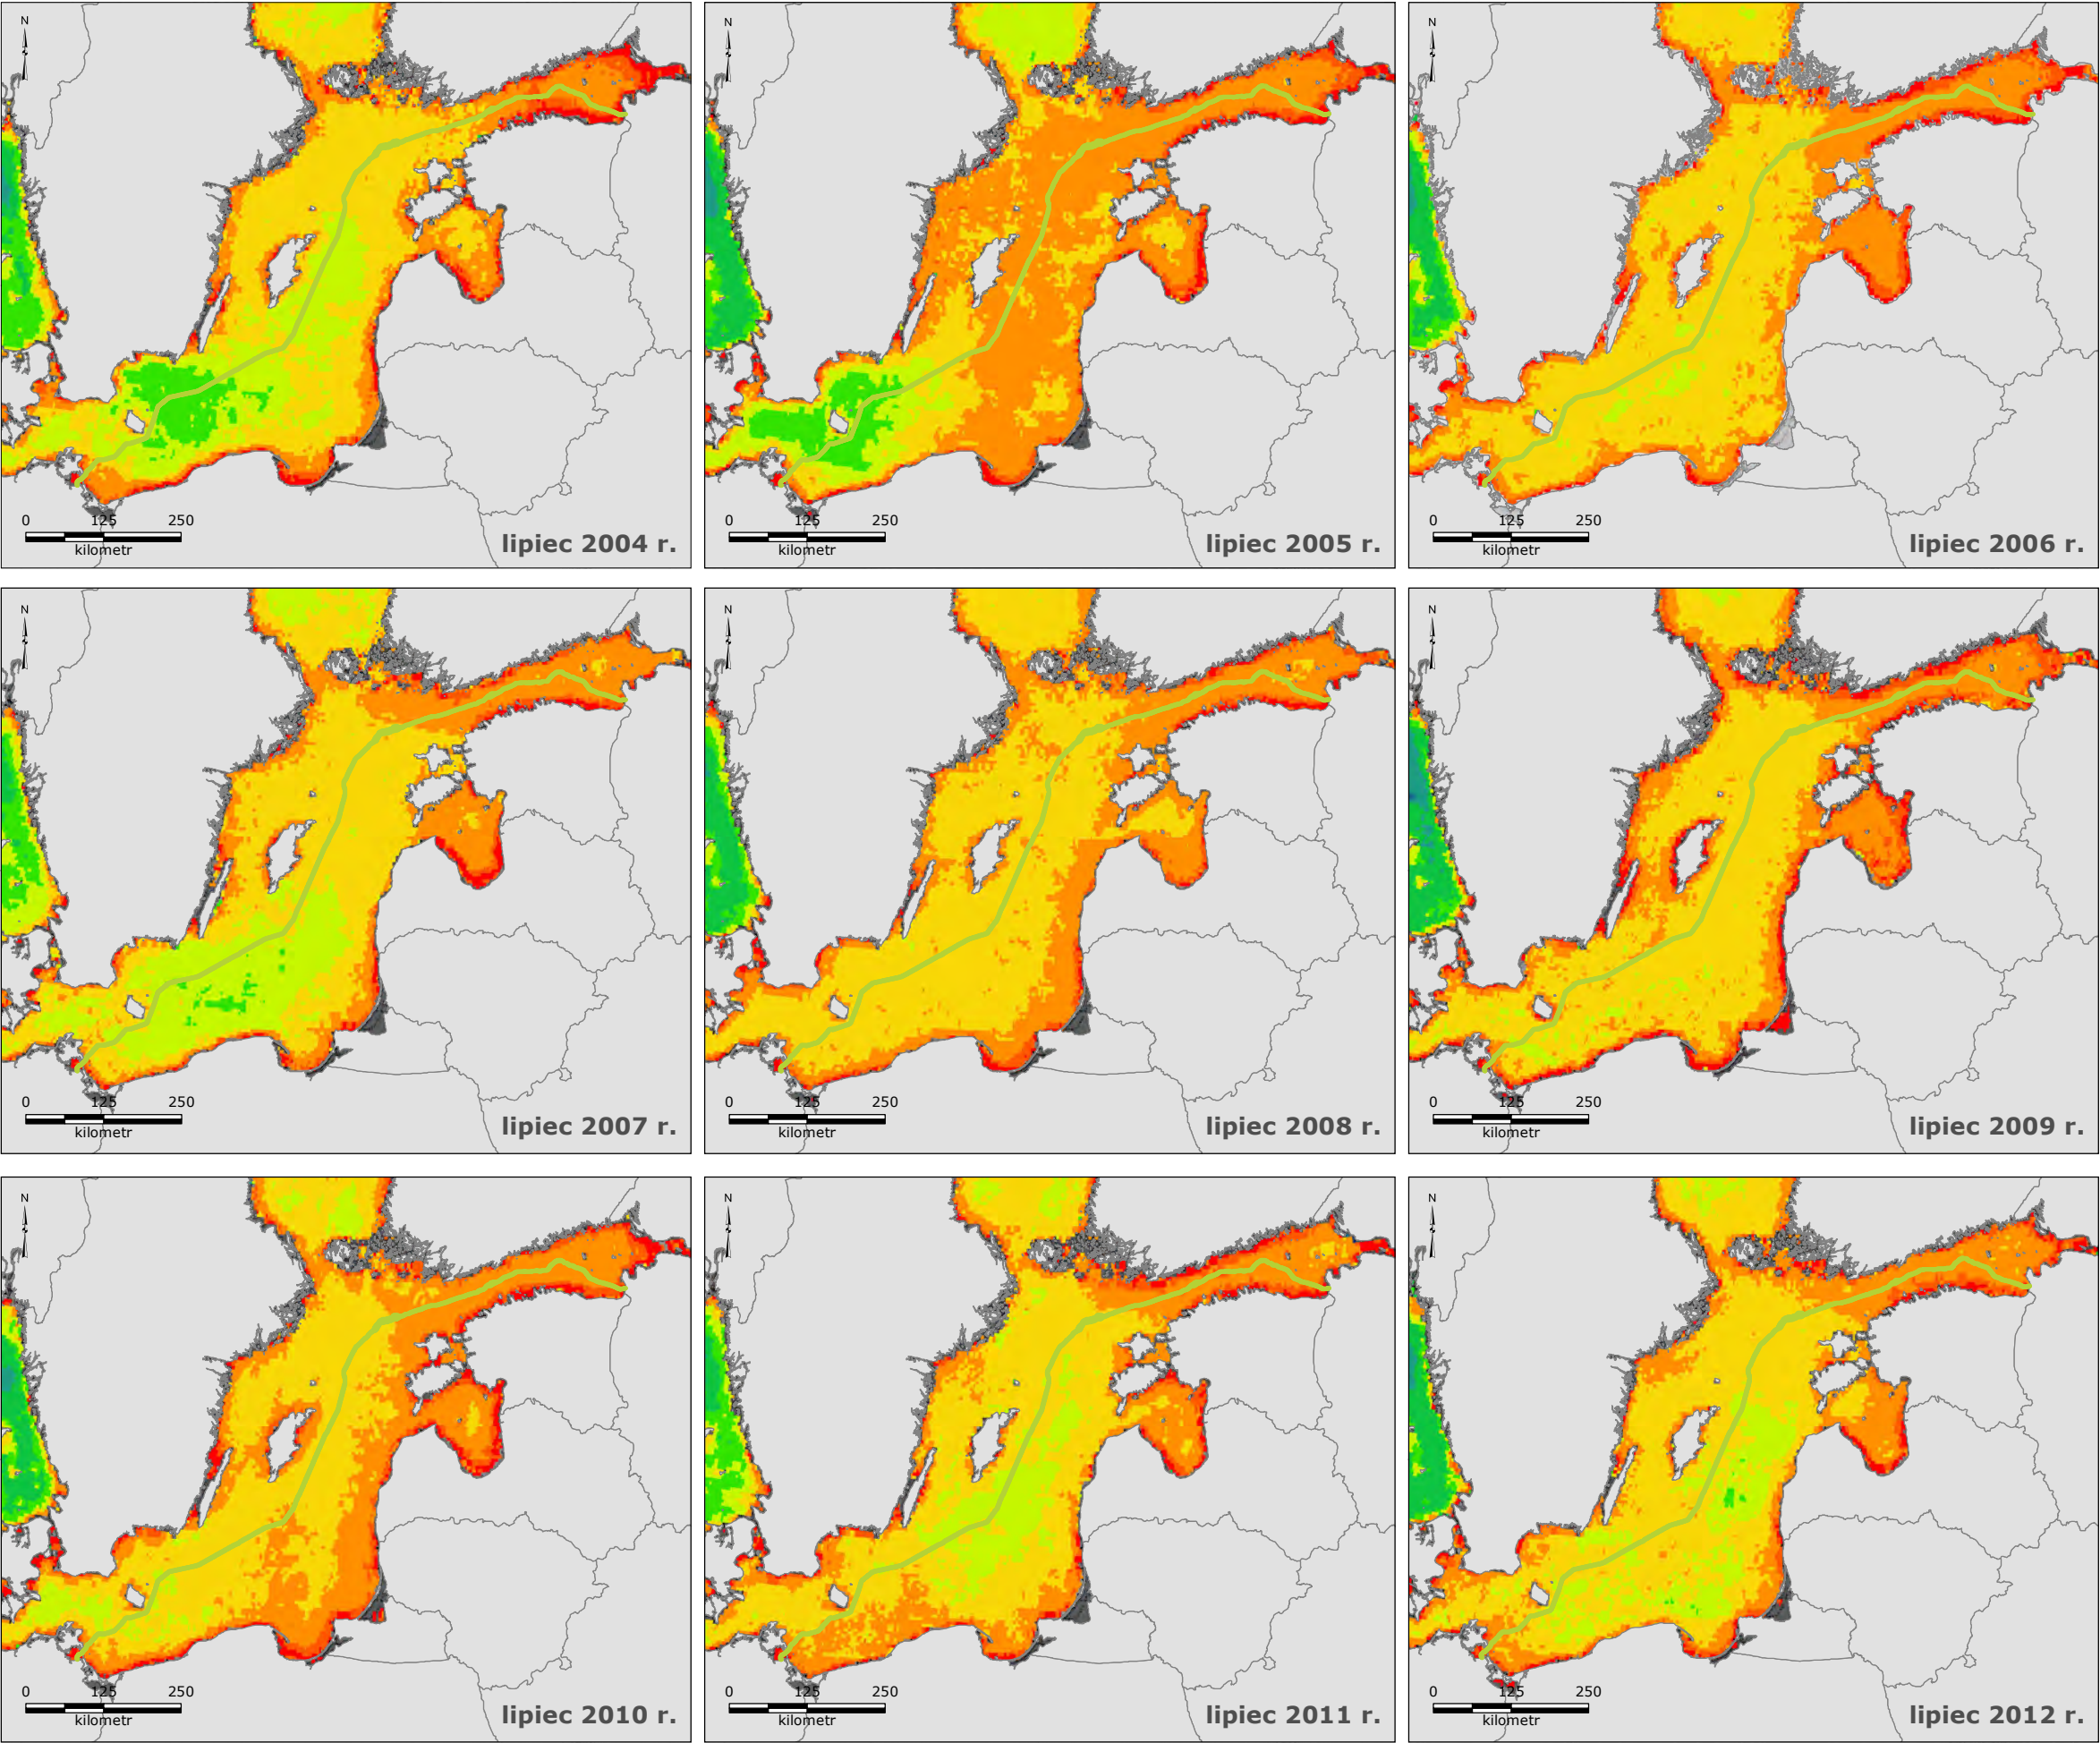 N
0 125 250
kilometr
lipiec 2004 r.
N
0 125 250
kilometr
lipiec 2005 r.
N
0 125 250
kilometr
lipiec 2006 r.
N
0 125 250
kilometr
lipiec 2007 r.
N
0 125 250
kilometr
lipiec 2008 r.
N
0 125 250
kilometr
lipiec 2009 r.
N
0 125 250
kilometr
lipiec 2010 r.
N
0 125 250
kilometr
lipiec 2011 r.
N
0 125 250
kilometr
lipiec 2012 r.